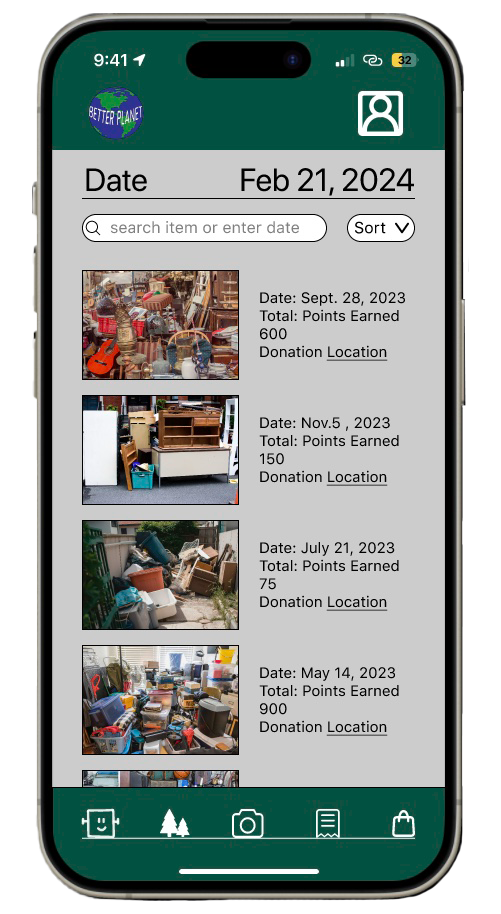 9:41
32
BETTER PLANET
Date Feb 21, 2024
search item or enter date Sort
Date: Sept. 28, 2023
Total: Points Earned
600
Donation Location
Date: Nov.5 , 2023
Total: Points Earned
150
Donation Location
Date: July 21, 2023
Total: Points Earned
75
Donation Location
Date: May 14, 2023
Total: Points Earned
900
Donation Location